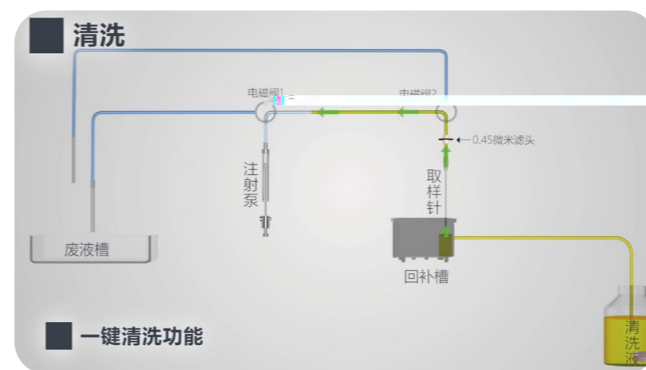 清洗
电磁阀1
电磁阀2
0.45微米滤头
注射泵
取样针
废液槽
回补槽
清洗液
一键清洗功能